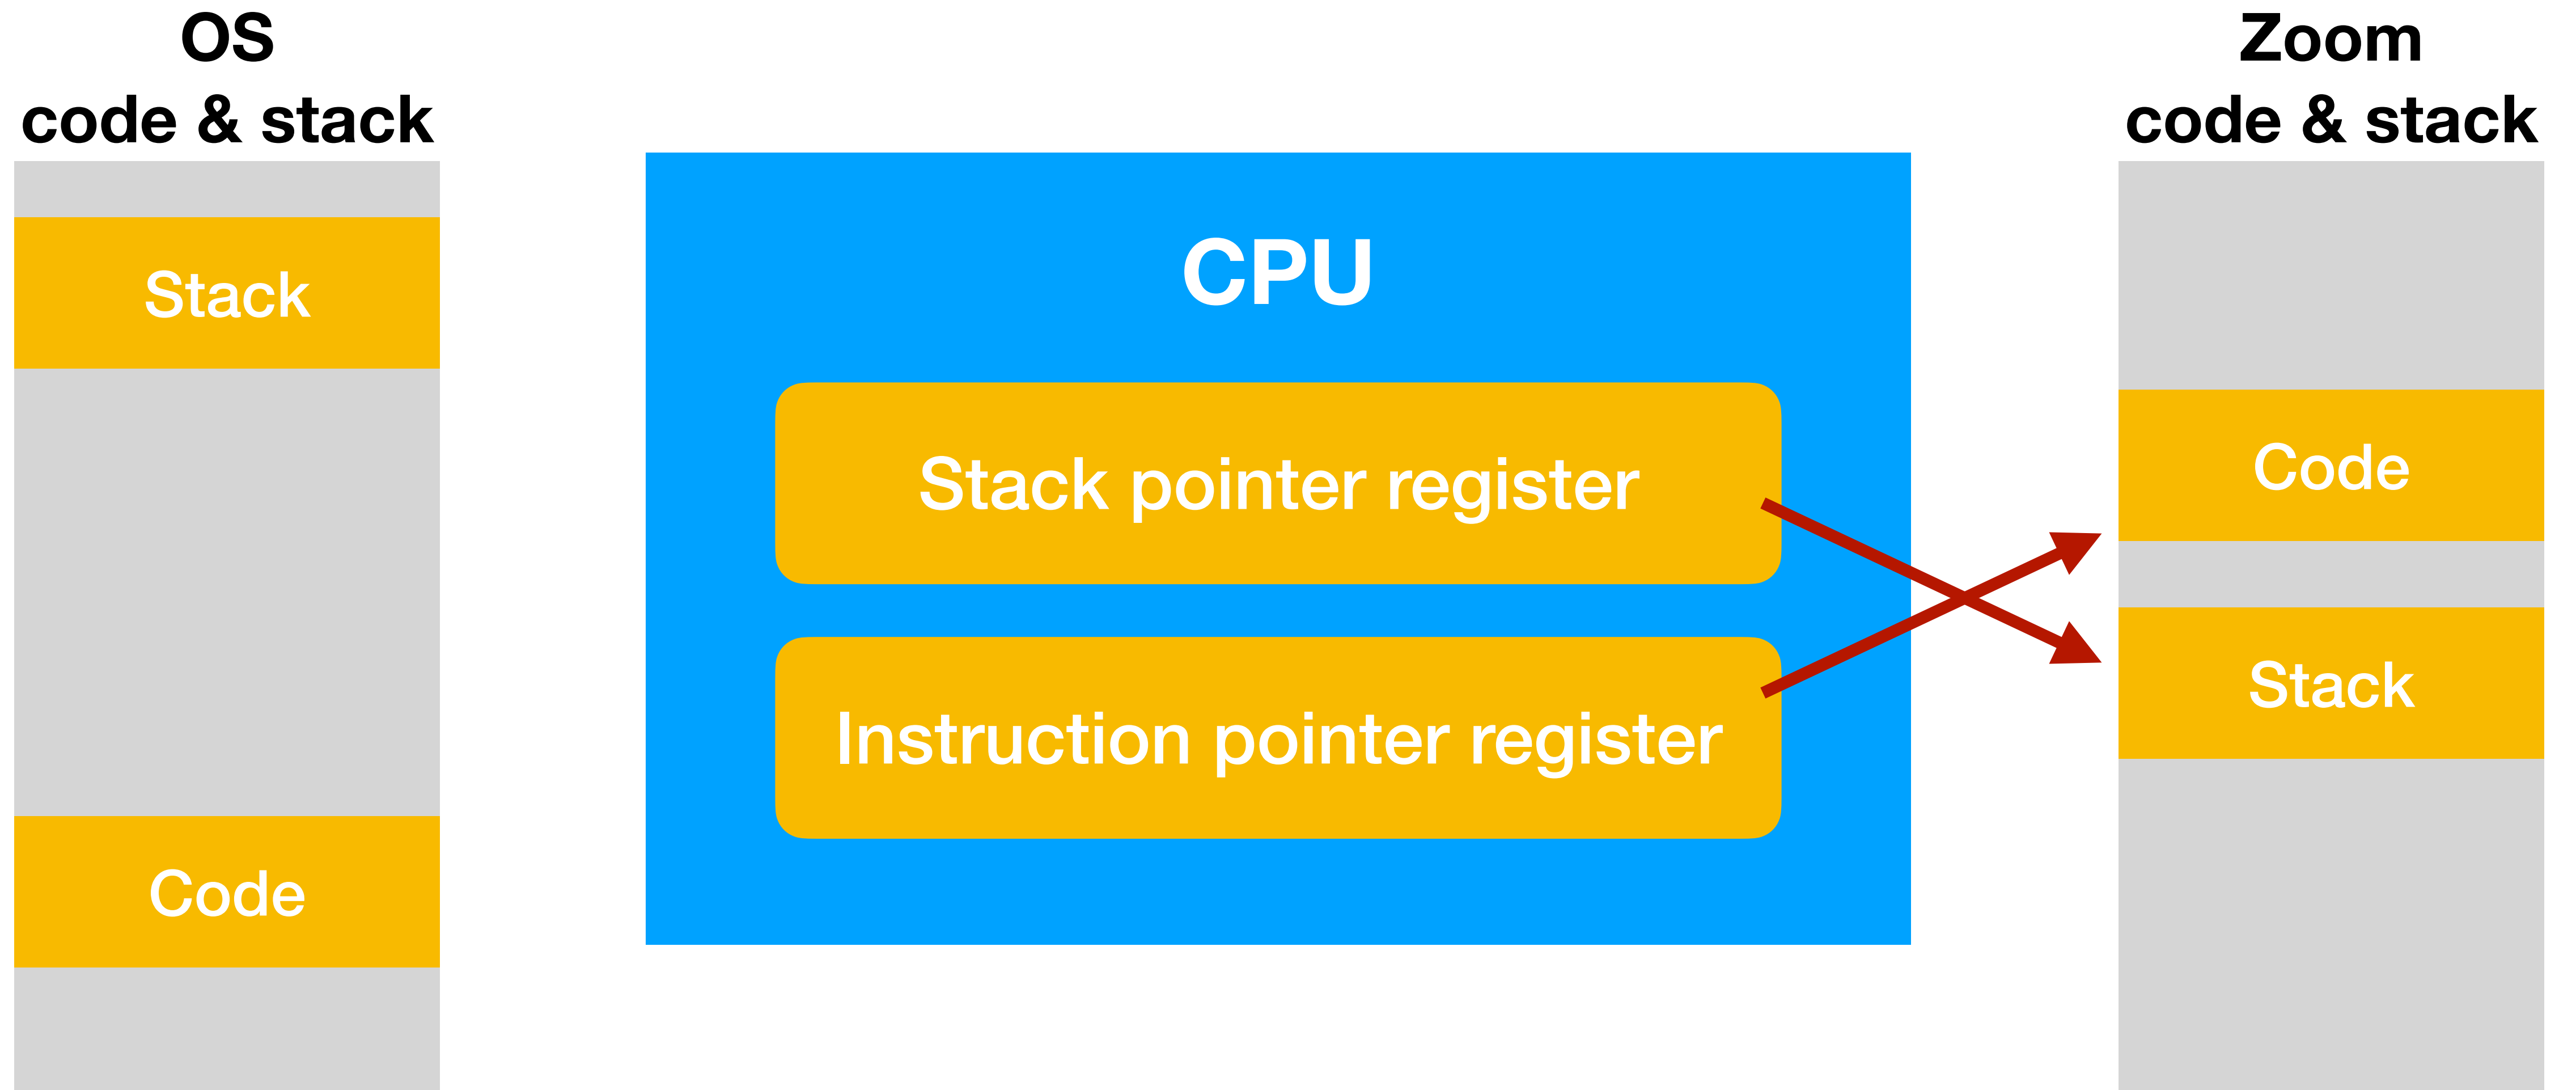 OS
code & stack
Stack
Code
CPU
Stack pointer register
Instruction pointer register
Zoom
code & stack
Code
Stack